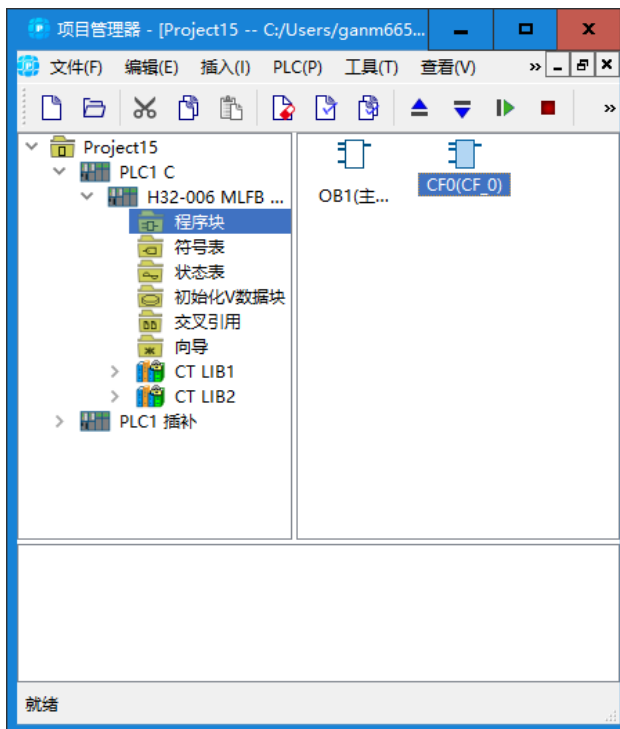 项目管理器 - [Project15 -- C:/Users/ganm665...
文件(F) 编辑(E) 插入(I) PLC(P) 工具(T) 查看(V) »
»
Project15
PLC1 C
H32-006 MLFB ...
程序块
符号表
状态表
初始化V数据块
交叉引用
向导
CT LIB1
CT LIB2
PLC1 插补
OB1(主...
CF0(CF_0)
就绪